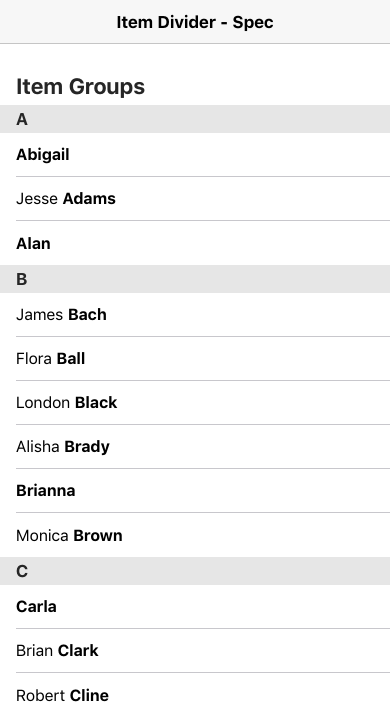 Item Divider - Spec
Item Groups
A
Abigail
Jesse Adams
Alan
B
James Bach
Flora Ball
London Black
Alisha Brady
Brianna
Monica Brown
C
Carla
Brian Clark
Robert Cline